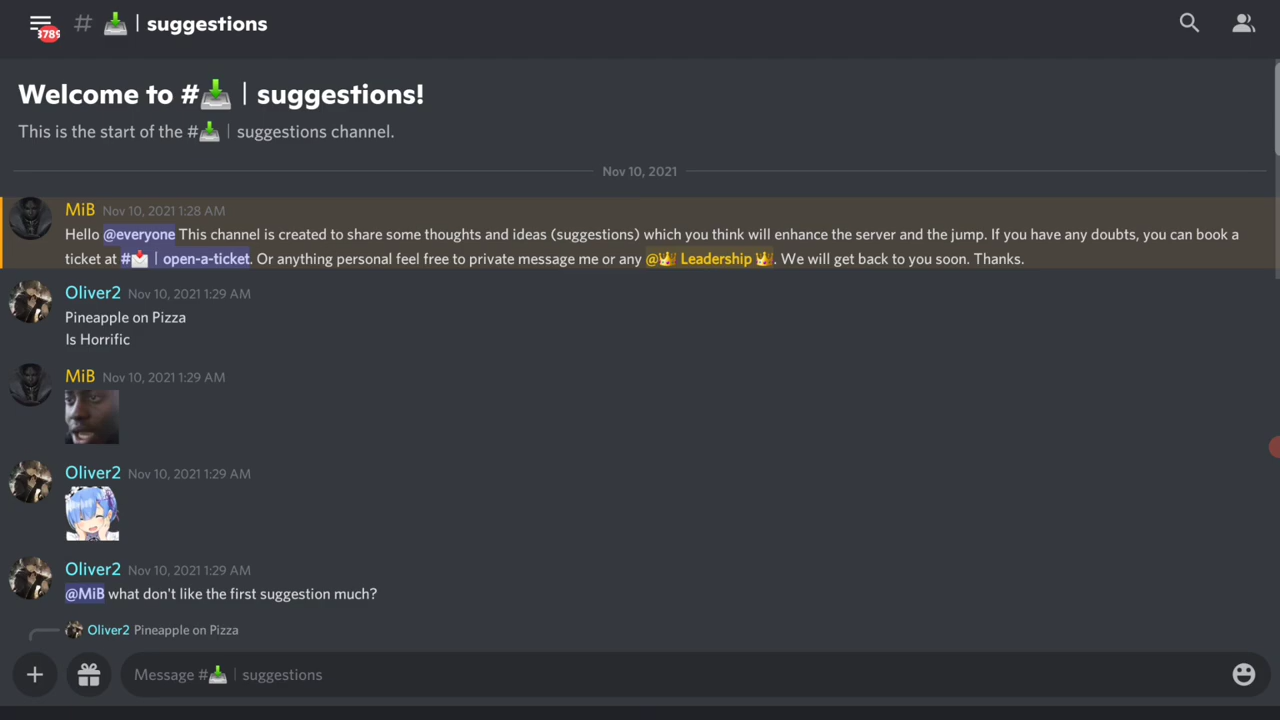 3789
# 📥 | suggestions
Welcome to #📥 | suggestions!
This is the start of the #📥 | suggestions channel.
Nov 10, 2021
MiB Nov 10, 2021 1:28 AM
Hello @everyone This channel is created to share some thoughts and ideas (suggestions) which you think will enhance the server and the jump. If you have any doubts, you can book a
ticket at #📩 | open-a-ticket. Or anything personal feel free to private message me or any @👑 Leadership 👑. We will get back to you soon. Thanks.
Oliver2 Nov 10, 2021 1:29 AM
Pineapple on Pizza
Is Horrific
MiB Nov 10, 2021 1:29 AM
Oliver2 Nov 10, 2021 1:29 AM
Oliver2 Nov 10, 2021 1:29 AM
@MiB what don't like the first suggestion much?
Oliver2 Pineapple on Pizza
Message #📥 | suggestions